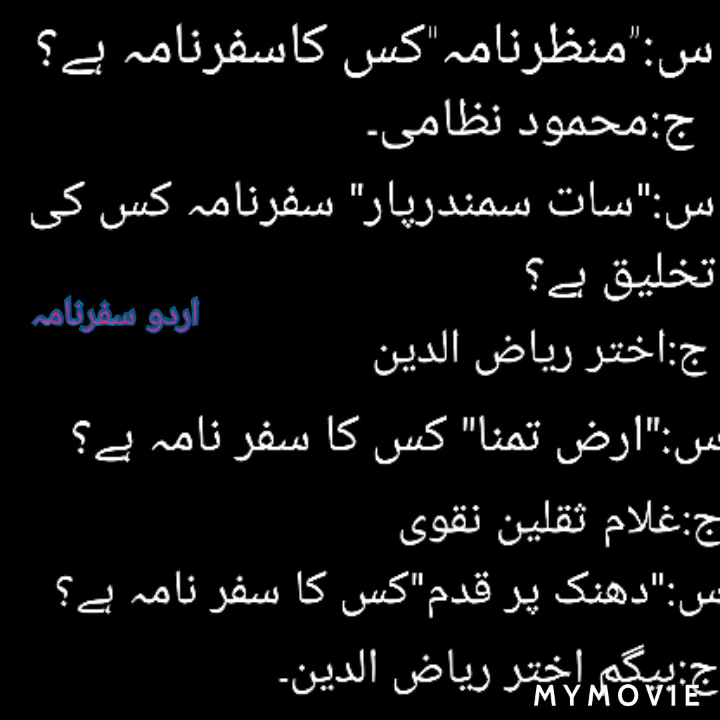 س:"منظرنامہ"کس کاسفرنامہ ہے؟
ج:محمود نظامی۔
س:"سات سمندرپار" سفرنامہ کس کی
تخلیق ہے؟
اردو سفرنامہ
ج:اختر ریاض الدین
س:"ارض تمنا" کس کا سفر نامہ ہے؟
ج:غلام ثقلین نقوی
س:"دھنک پر قدم"کس کا سفر نامہ ہے؟
ج:بیگم اختر ریاض الدین۔
MYMOVIE